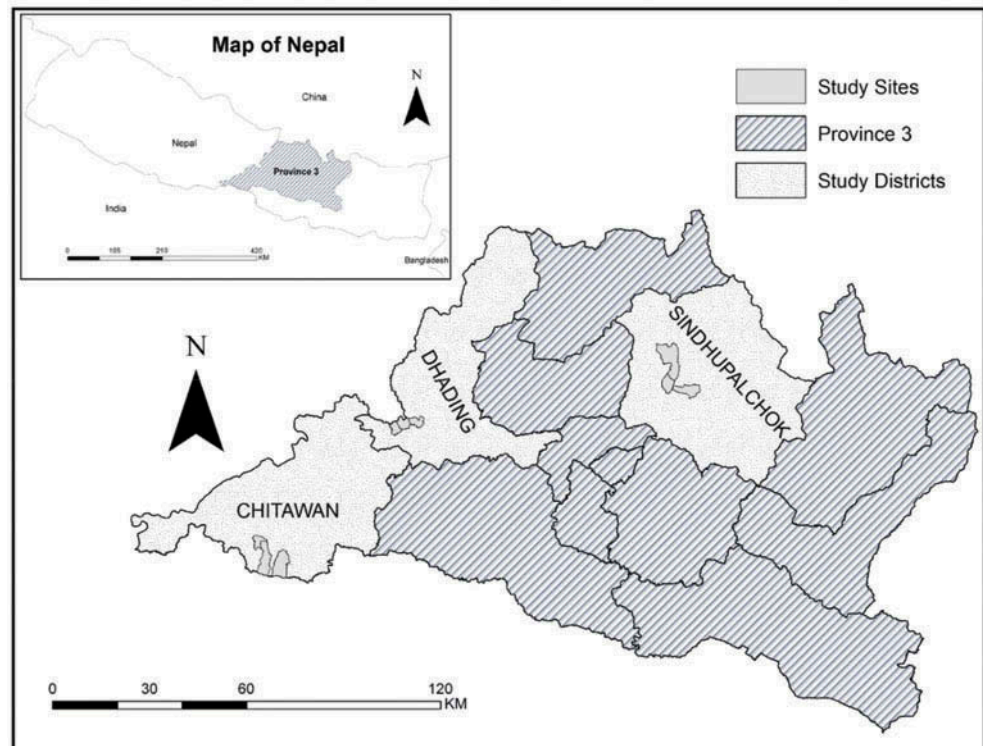 Map of Nepal
N
China
Nepal
Province 3
India
0 105 210 420
KM
Bangladesh
Study Sites
Province 3
Study Districts
N
SINDHUPALCHOK
DHADING
CHITAWAN
0 30 60 120
KM